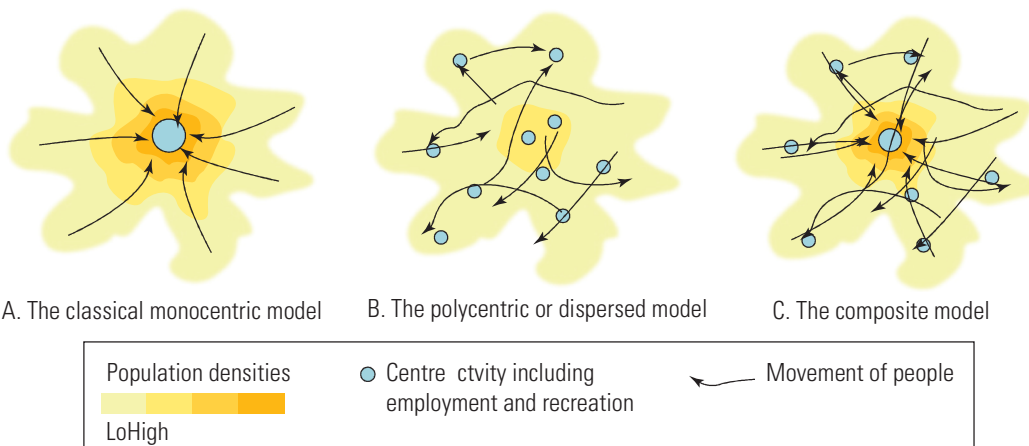 A. The classical monocentric model
B. The polycentric or dispersed model
C. The composite model
Population densities
LoHigh
Centre ctvity including
employment and recreation
Movement of people